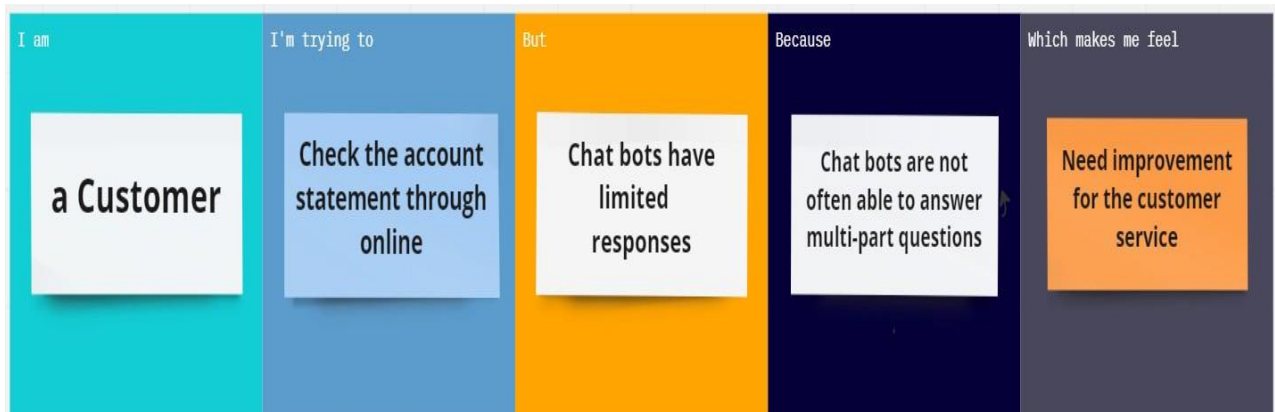 I am
a Customer
I'm trying to
Check the account
statement through
online
But
Chat bots have
limited
responses
Because
Chat bots are not
often able to answer
multi-part questions
Which makes me feel
Need improvement
for the customer
service